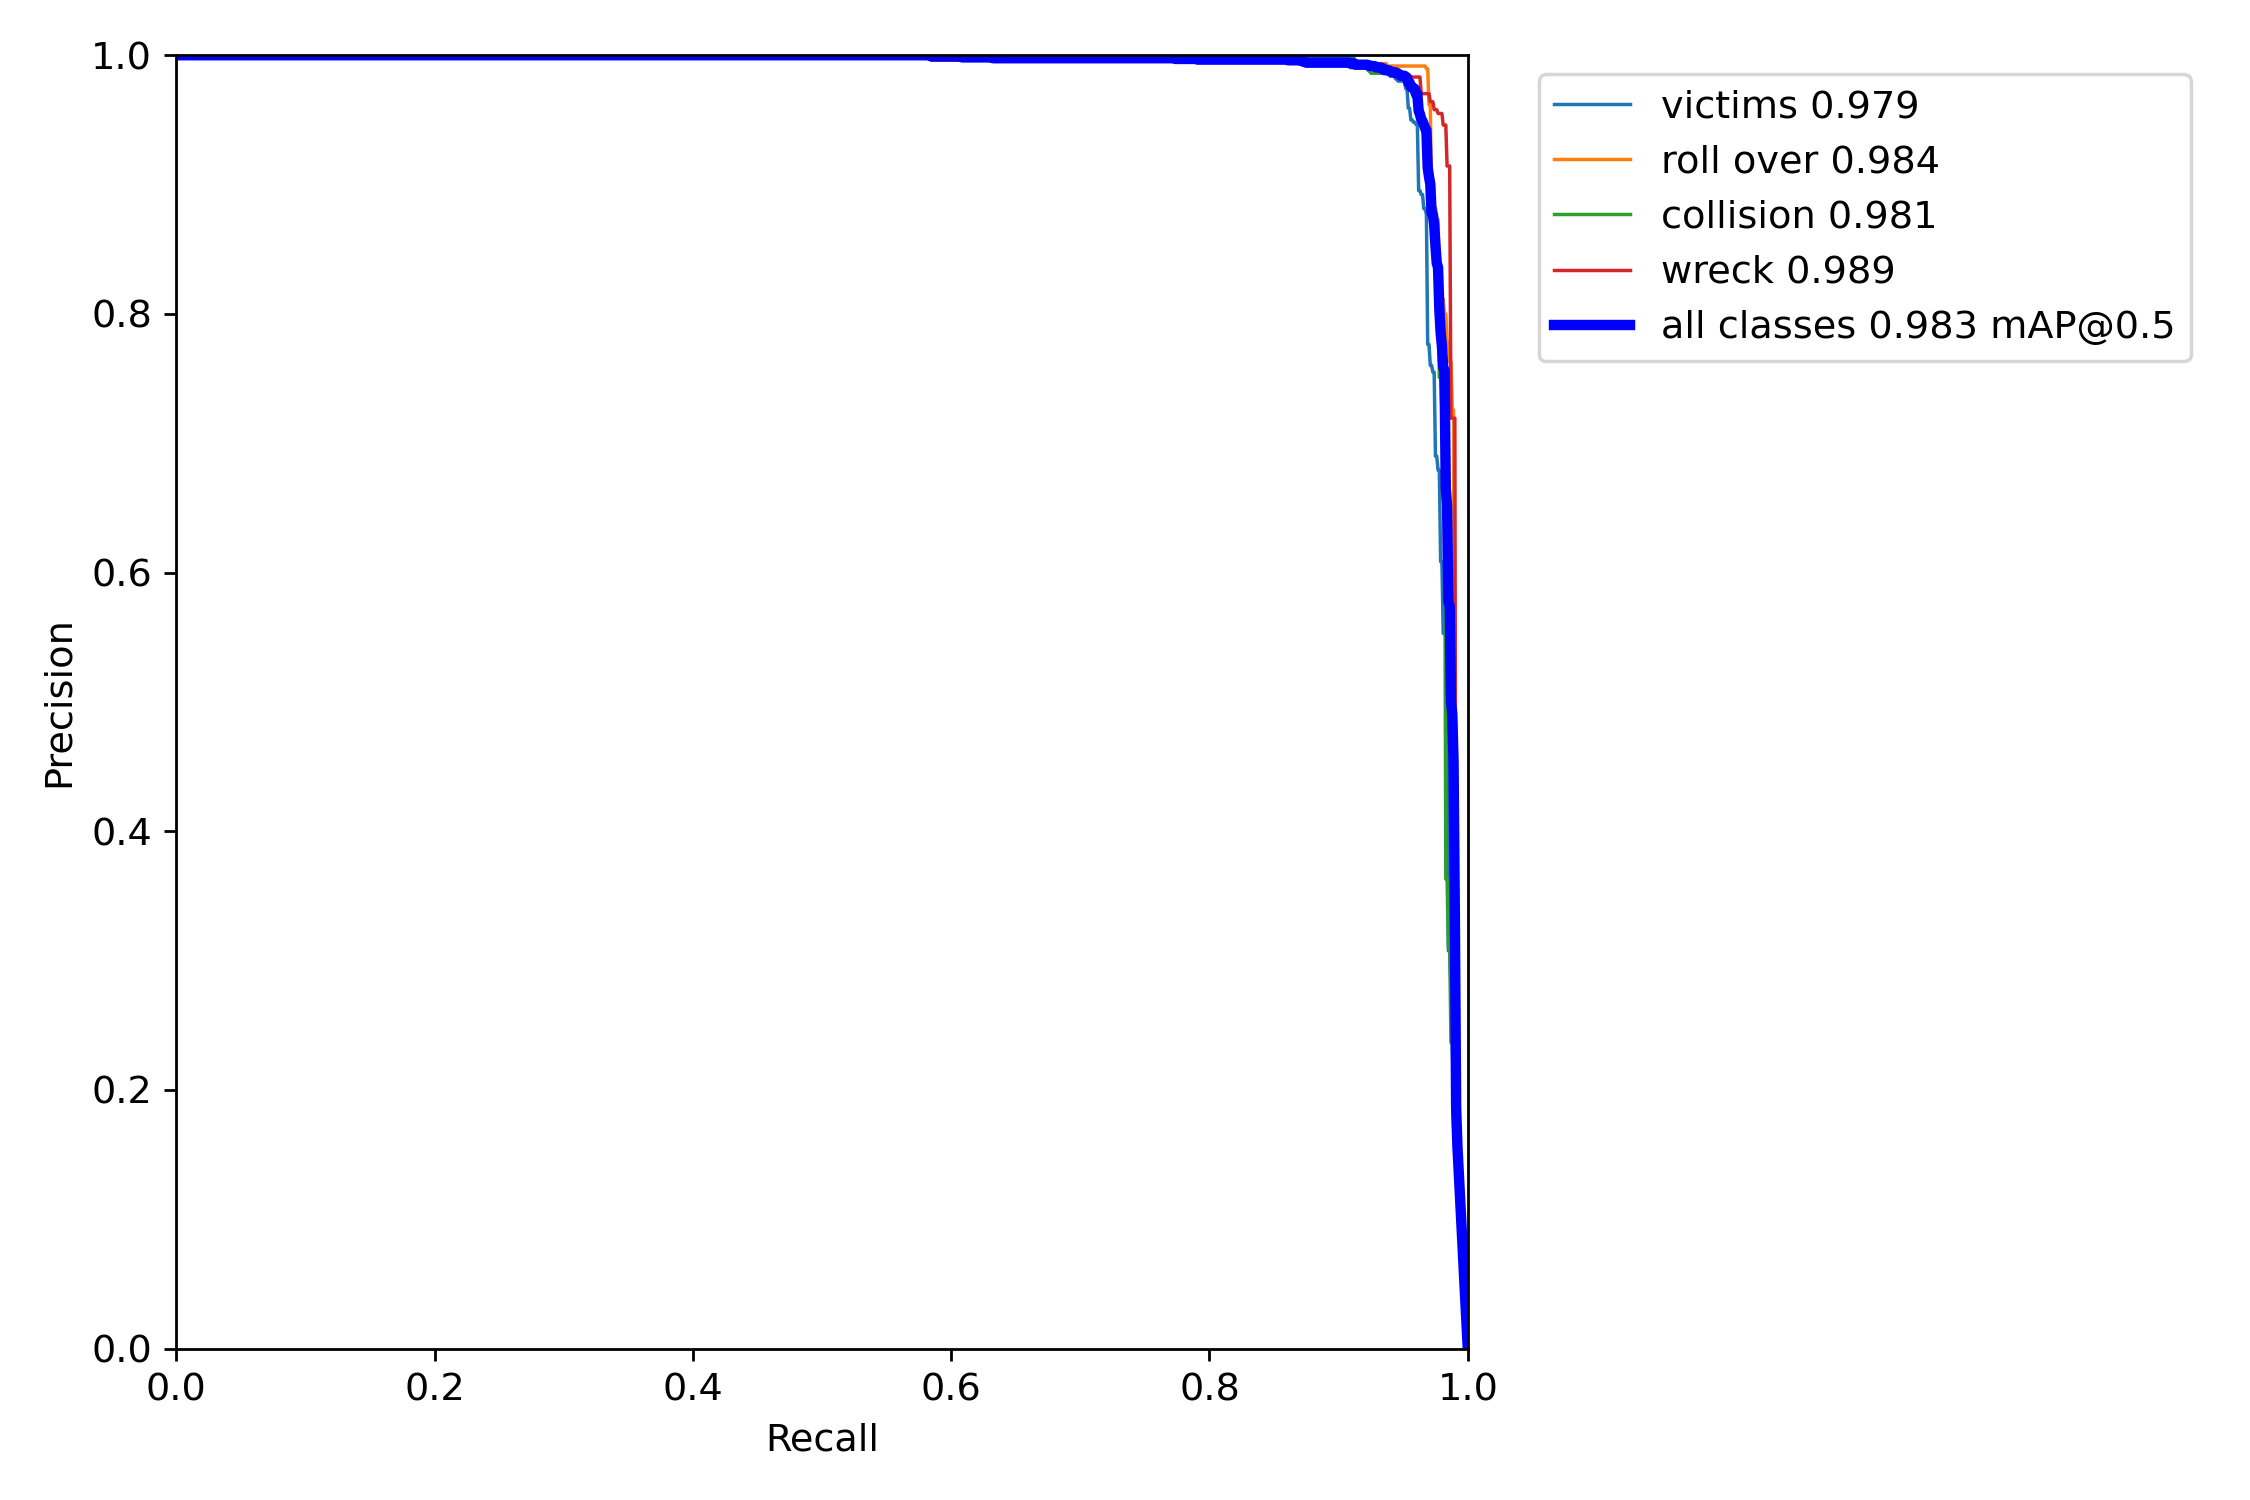 1.0
0.8
0.6
0.4
0.2
0.0
Precision
0.0 0.2 0.4 0.6 0.8 1.0
Recall
victims 0.979
roll over 0.984
collision 0.981
wreck 0.989
all classes 0.983 mAP@0.5